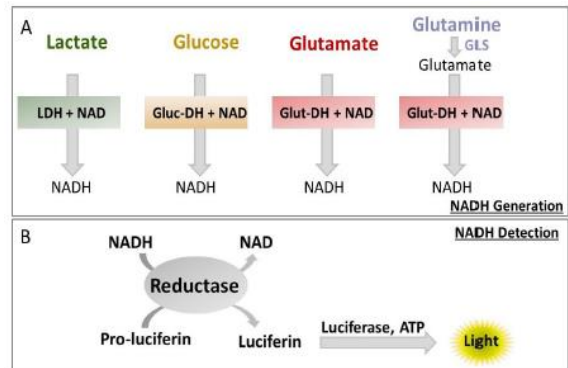 A
Lactate Glucose Glutamate Glutamine
GLS
Glutamate
LDH + NAD Gluc-DH + NAD Glut-DH + NAD Glut-DH + NAD
NADH NADH NADH NADH
NADH Generation
B
NADH Detection
NADH NAD
Reductase
Pro-luciferin Luciferin Luciferase, ATP Light